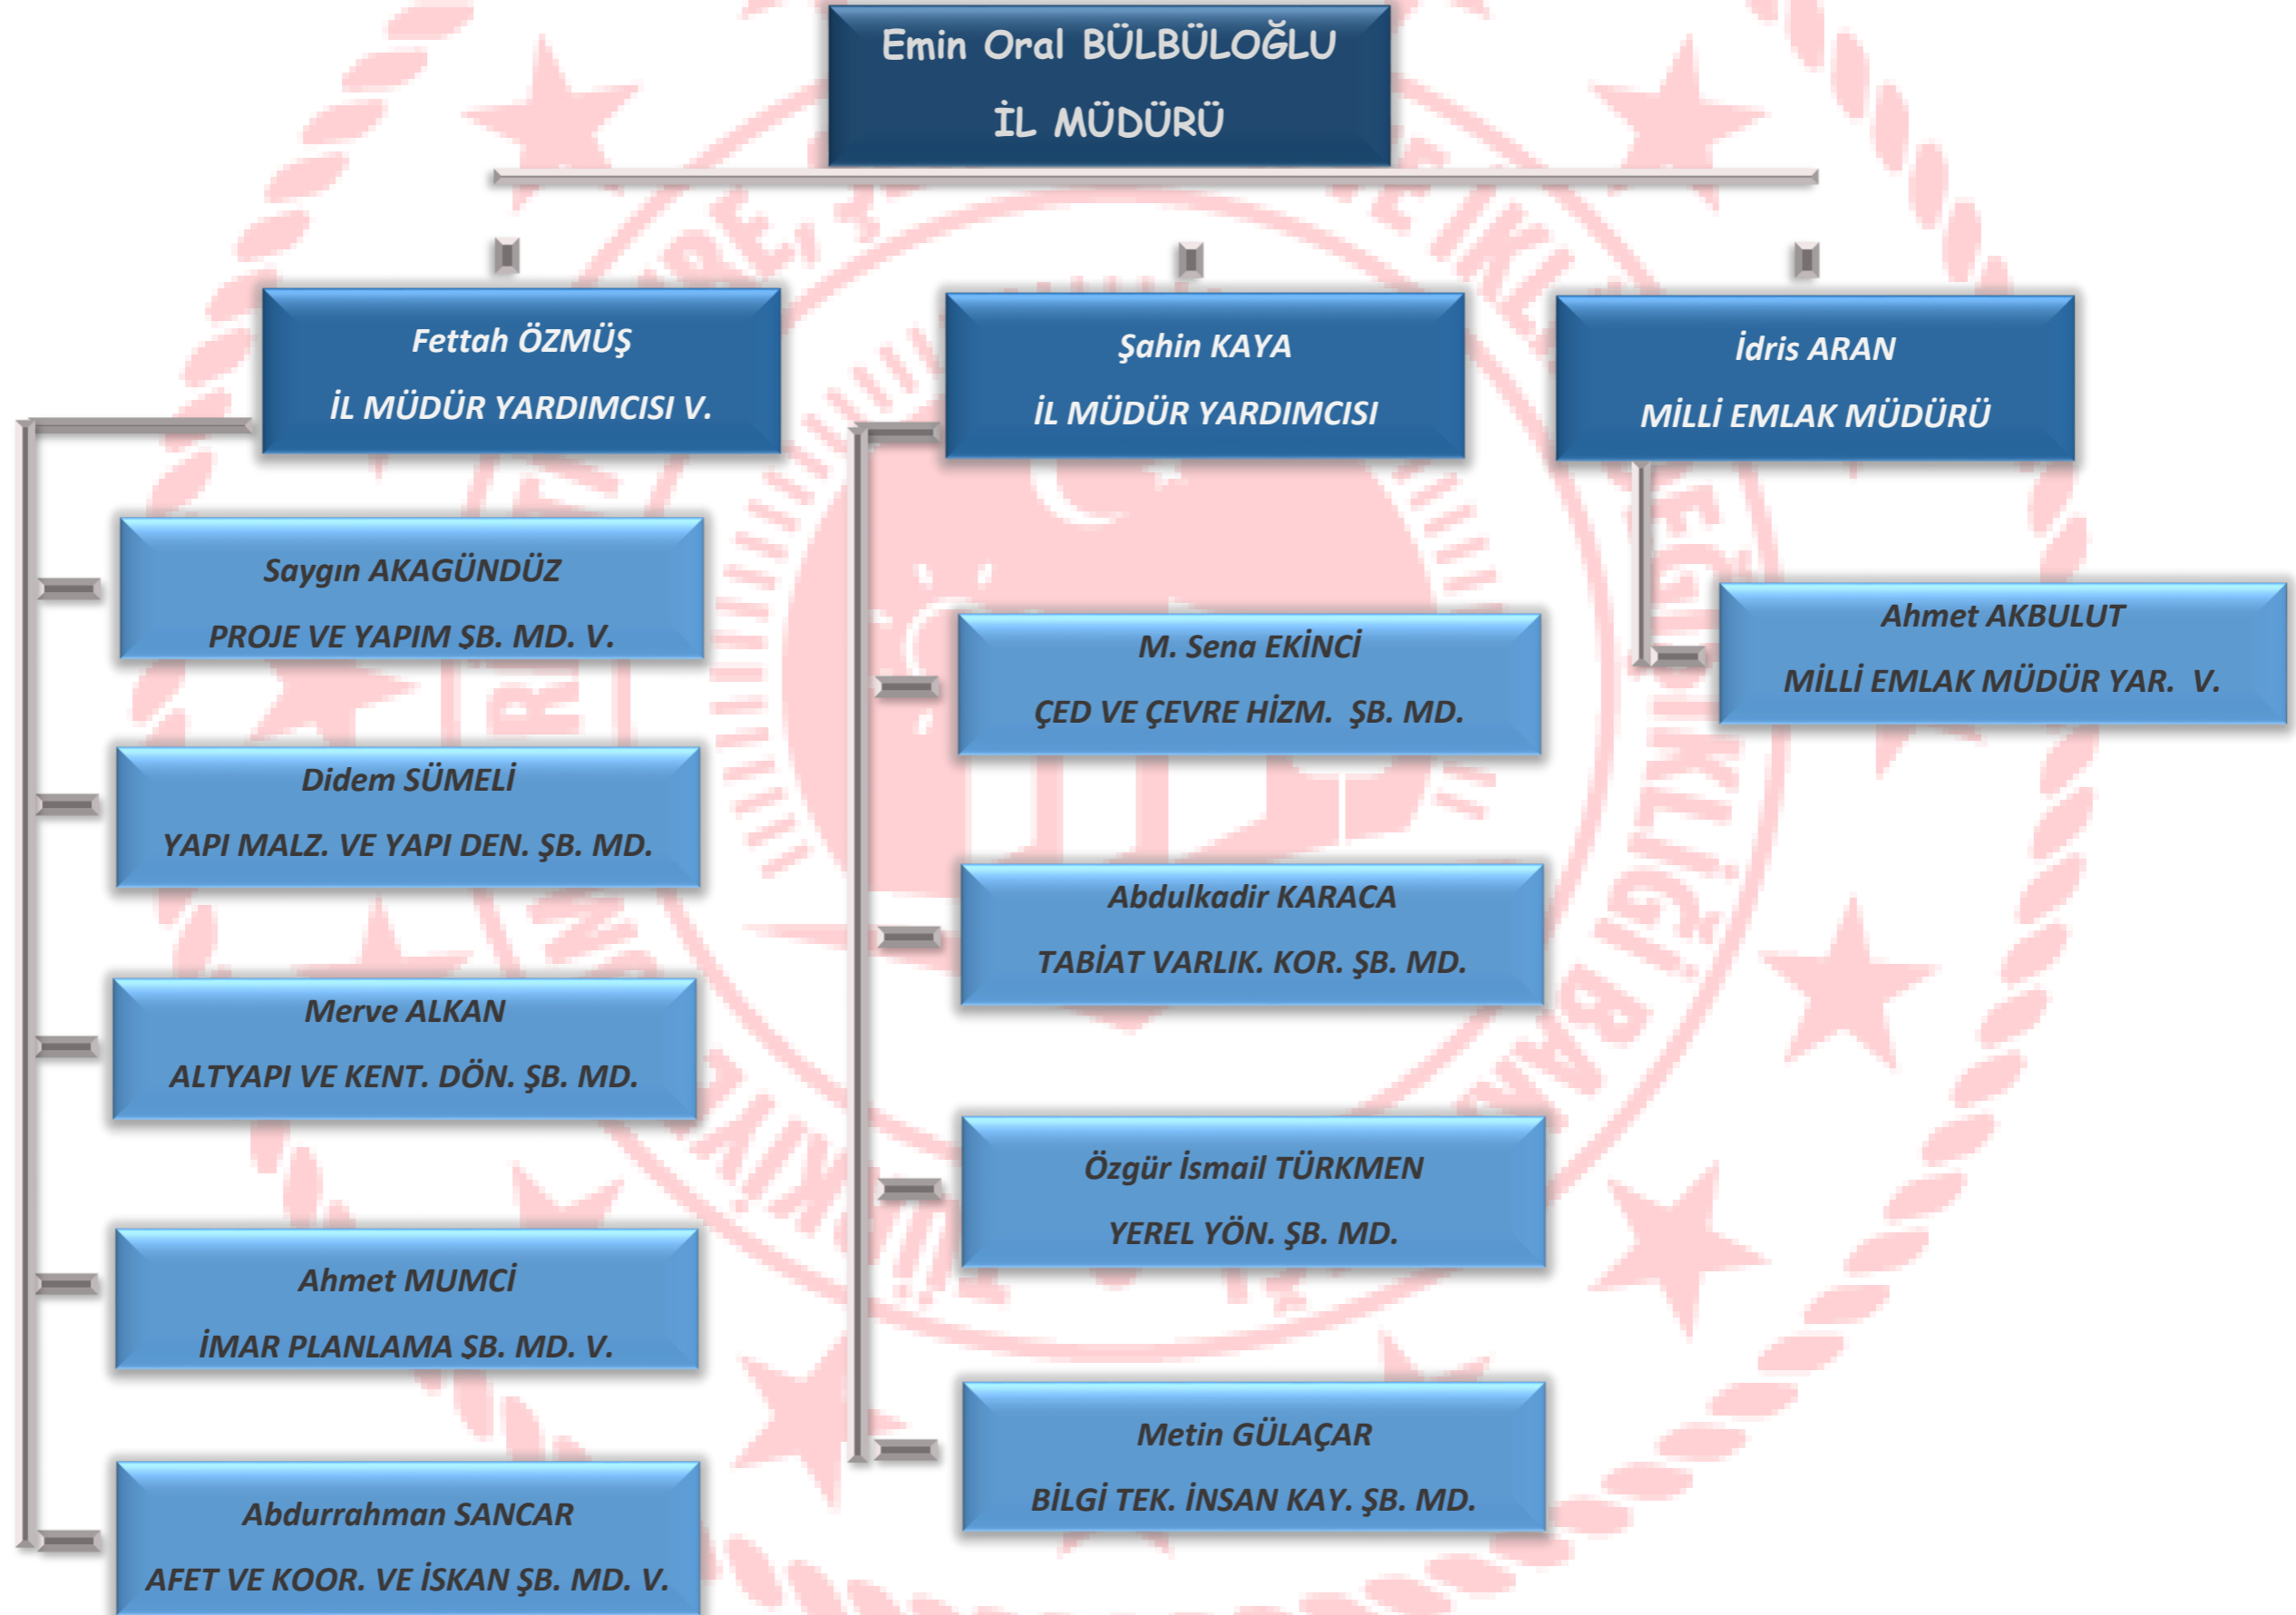 Emin Oral BÜLBÜLOĞLU
İL MÜDÜRÜ
Fettah ÖZMÜŞ
İL MÜDÜR YARDIMCISI V.
Saygın AKAGÜNDÜZ
PROJE VE YAPIM ŞB. MD. V.
Didem SÜMELİ
YAPI MALZ. VE YAPI DEN. ŞB. MD.
Merve ALKAN
ALTYAPI VE KENT. DÖN. ŞB. MD.
Ahmet MUMCİ
İMAR PLANLAMA ŞB. MD. V.
Abdurrahman SANCAR
AFET VE KOOR. VE İSKAN ŞB. MD. V.
Şahin KAYA
İL MÜDÜR YARDIMCISI
M. Sena EKİNCİ
ÇED VE ÇEVRE HİZM. ŞB. MD.
Abdulkadir KARACA
TABİAT VARLIK. KOR. ŞB. MD.
Özgür İsmail TÜRKMEN
YEREL YÖN. ŞB. MD.
Metin GÜLAÇAR
BİLGİ TEK. İNSAN KAY. ŞB. MD.
İdris ARAN
MİLLİ EMLAK MÜDÜRÜ
Ahmet AKBULUT
MİLLİ EMLAK MÜDÜR YAR. V.